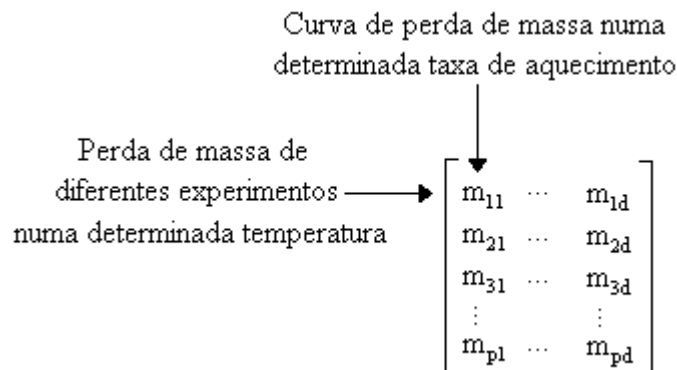 Curva de perda de massa numa
determinada taxa de aquecimento
Perda de massa de
diferentes experimentos
numa determinada temperatura
m11 ... m1d
m21 ... m2d
m31 ... m3d
⋮ ⋮
mp1 ... mpd